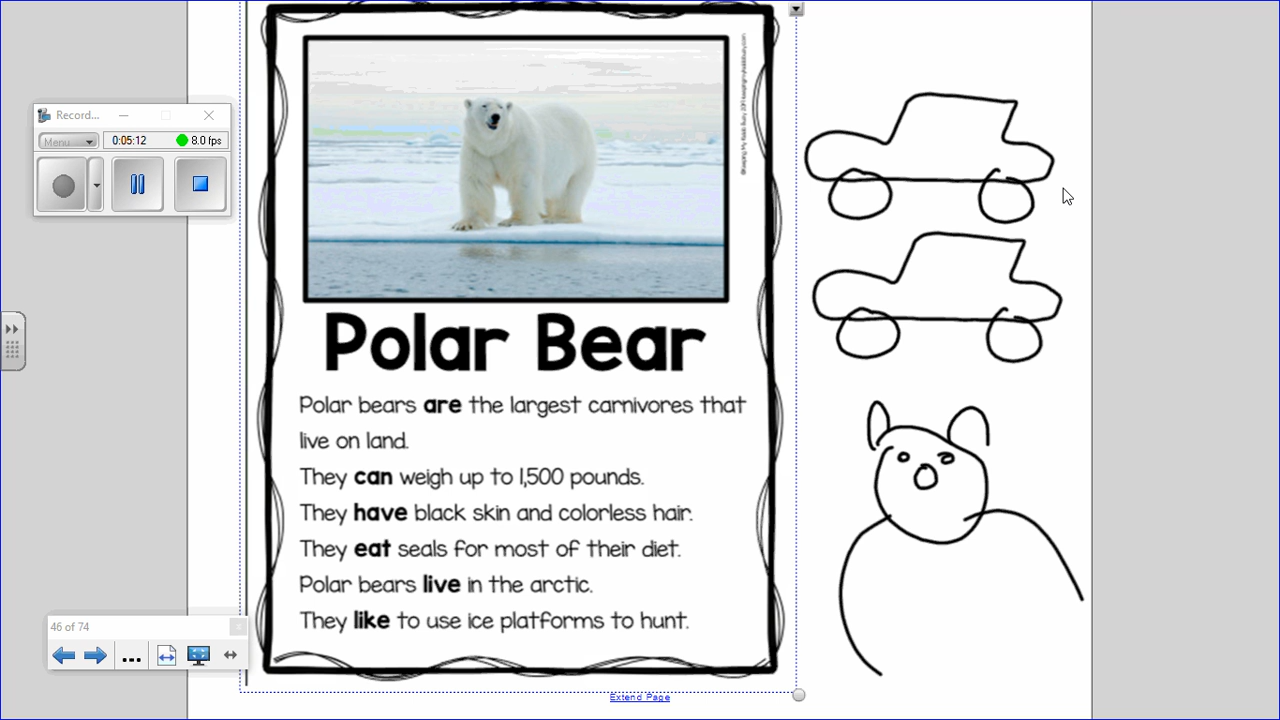 Record...
0:05:12
8.0 fps
Polar Bear
Polar bears are the largest carnivores that
live on land.
They can weigh up to 1,500 pounds.
They have black skin and colorless hair.
They eat seals for most of their diet.
Polar bears live in the arctic.
They like to use ice platforms to hunt.
46 of 74
Extend Page